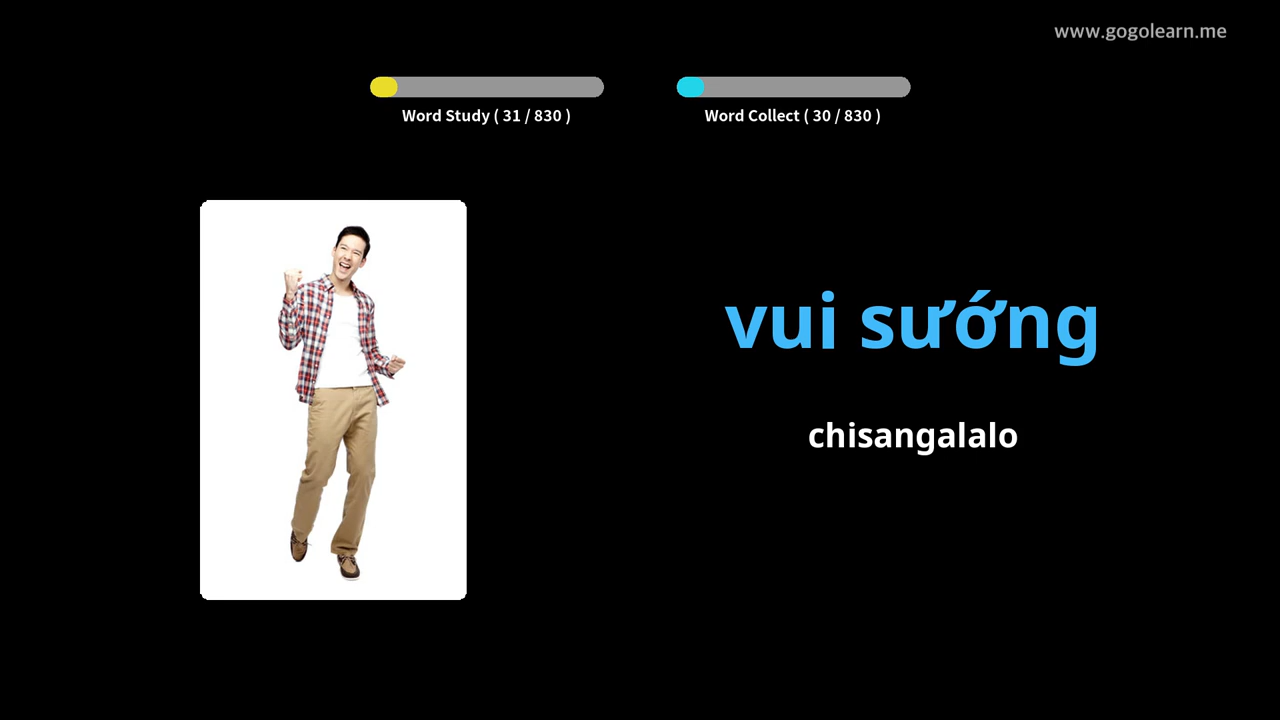 www.gogolearn.me
Word Study ( 31 / 830 )
Word Collect ( 30 / 830 )
vui sướng
chisangalalo